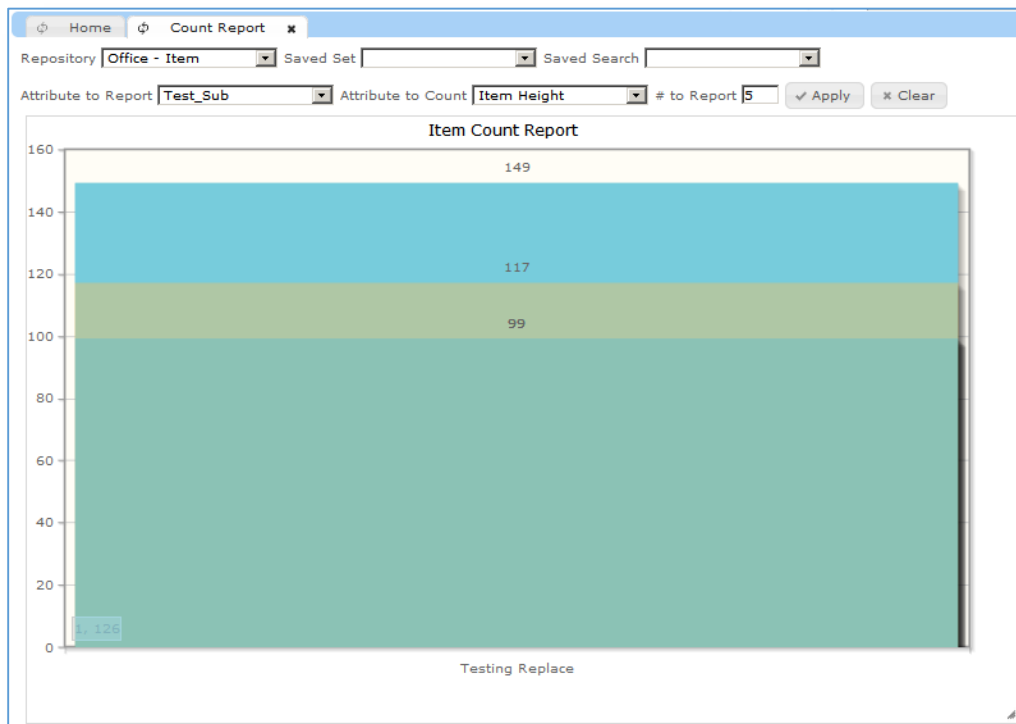 Home Count Report
Repository Office - Item Saved Set Saved Search
Attribute to Report Test_Sub Attribute to Count Item Height # to Report 5 Apply Clear
Item Count Report
160
149
140
120
117
100
99
80
60
40
20
1, 126
0
Testing Replace